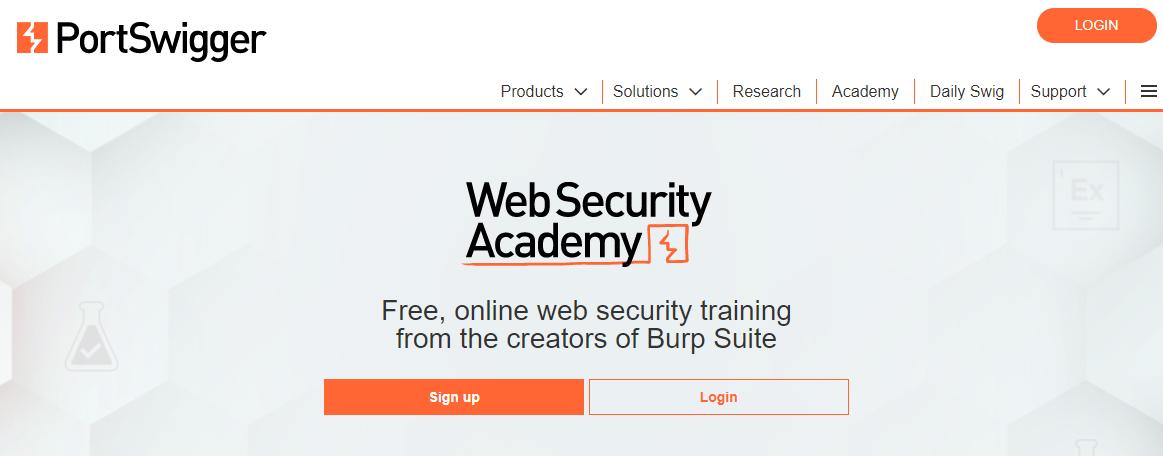 PortSwigger
LOGIN
Products
Solutions
Research
Academy
Daily Swig
Support
Web Security
Academy
Ex
Free, online web security training
from the creators of Burp Suite
Sign up
Login